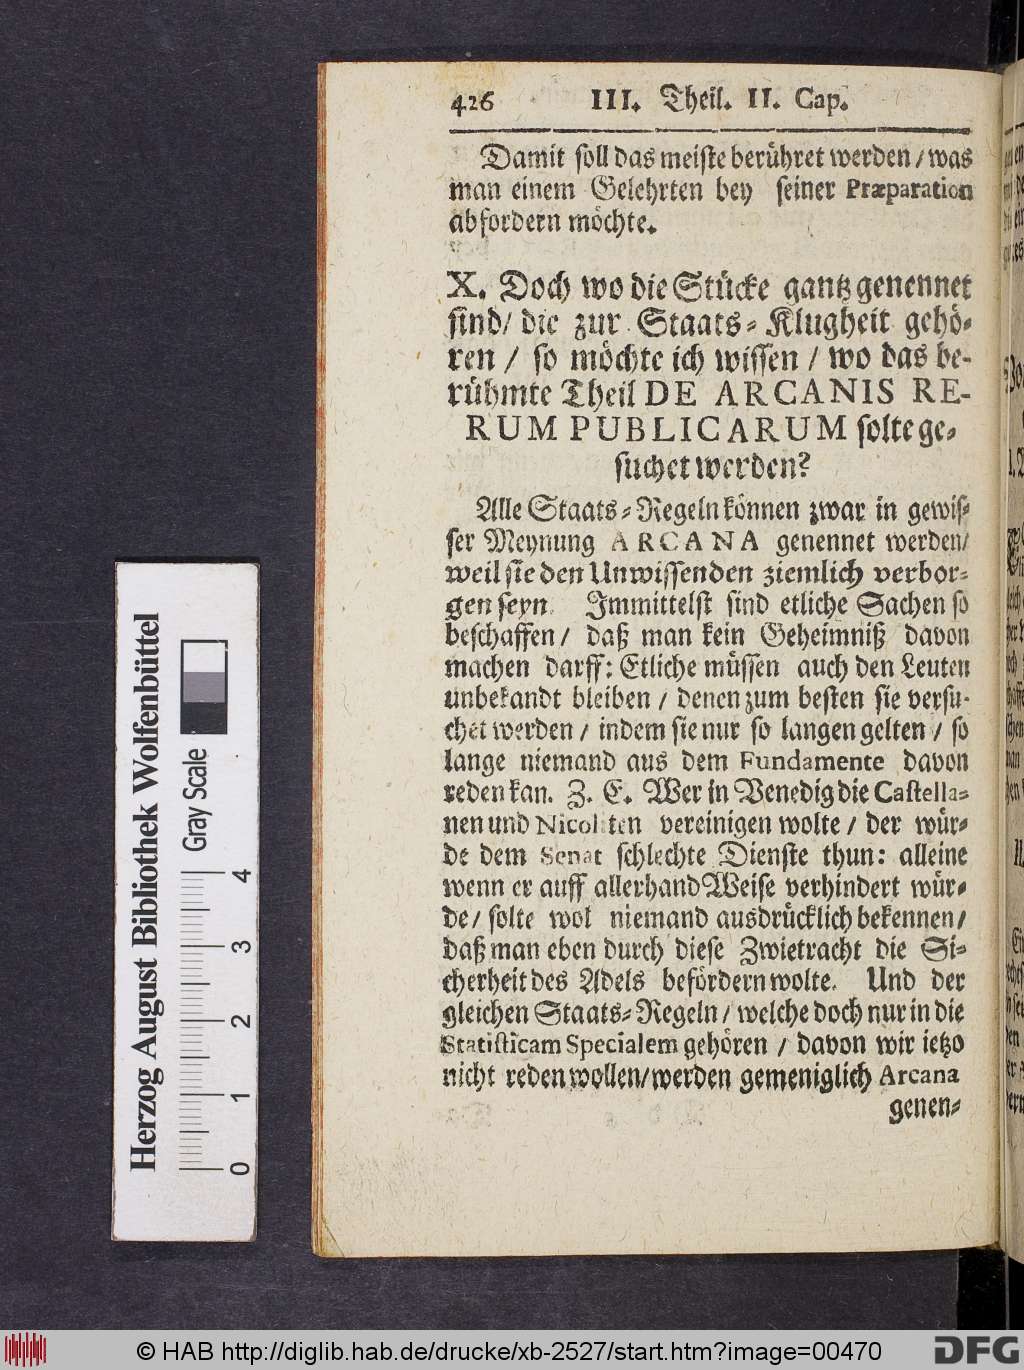 426 III. Theil. II. Cap.
Damit soll das meiste berühret werden / was
man einem Gelehrten bey seiner Præparation
abfordern möchte.
X. Doch wo die Stücke gantz genennet
sind / die zur Staats-Klugheit gehö-
ren / so möchte ich wissen / wo das be-
rühmte Theil DE ARCANIS RE-
RUM PUBLICARUM solte ge-
suchet werden?
Alle Staats-Regeln können zwar in gewis-
ser Meynung ARCANA genennet werden /
weil sie den Unwissenden ziemlich verbor-
gen seyn. Immittelst sind etliche Sachen so
beschaffen / daß man kein Geheimniß davon
machen darff: Etliche müssen auch den Leuten
unbekandt bleiben / denen zum besten sie versu-
chet werden / indem sie nur so langen gelten / so
lange niemand aus dem Fundamente davon
reden kan. Z. E. Wer in Venedig die Castella-
nen und Nicoliten vereinigen wolte / der wür-
de dem Senat schlechte Dienste thun: alleine
wenn er auff allerhand Weise verhindert wür-
de / solte wol niemand ausdrücklich bekennen /
daß man eben durch diese Zwietracht die Si-
cherheit des Adels befördern wolte. Und der
gleichen Staats-Regeln / welche doch nur in die
Statisticam Specialem gehören / davon wir ietzo
nicht reden wollen / werden gemeniglich Arcana
genen-
Herzog August Bibliothek Wolfenbüttel
Gray Scale
0 1 2 3 4
© HAB http://diglib.hab.de/drucke/xb-2527/start.htm?image=00470
DFG